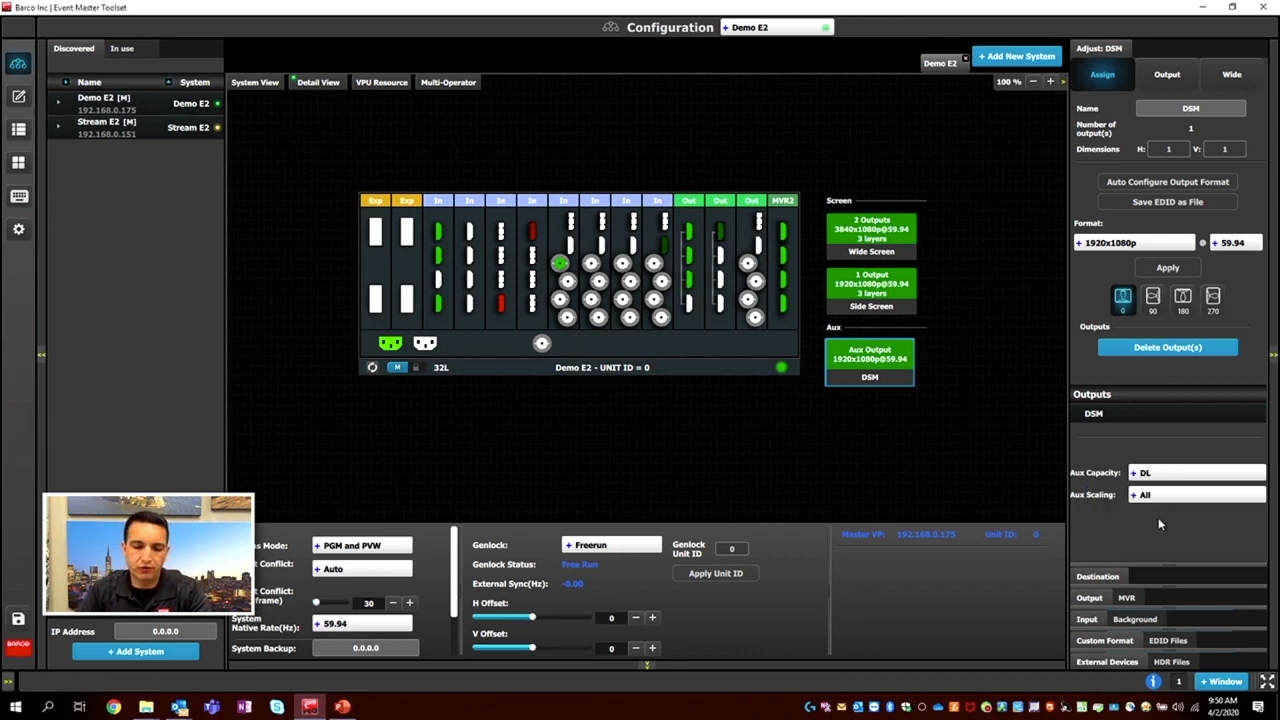 Barco Inc | Event Master Toolset
Configuration
+ Demo E2
Discovered
In use
Name
System
Demo E2 [M]
192.168.0.175
Demo E2
Stream E2 [M]
192.168.0.151
Stream E2
Demo E2
+ Add New System
System View
Detail View
VPU Resource
Multi-Operator
100 %
Exp Exp In In In In In In In In Out Out Out MVR2
M
32L
Demo E2 - UNIT ID = 0
Screen
2 Outputs
3840x1080p@59.94
3 layers
Wide Screen
1 Output
1920x1080p@59.94
3 layers
Side Screen
Aux
Aux Output
1920x1080p@59.94
DSM
Adjust: DSM
Assign
Output
Wide
Name
DSM
Number of
output(s)
1
Dimensions
H: 1
V: 1
Auto Configure Output Format
Save EDID as File
Format:
+ 1920x1080p
+ 59.94
Apply
0
90
180
270
Outputs
Delete Output(s)
Outputs
DSM
Aux Capacity:
+ DL
Aux Scaling:
+ All
Destination
Output
MVR
Input
Background
Custom Format
EDID Files
External Devices
HDR Files
s Mode:
+ PGM and PVW
t Conflict:
+ Auto
t Conflict:
frame)
30
System
Native Rate(Hz):
+ 59.94
System Backup:
0.0.0.0
Genlock:
+ Freerun
Genlock Status:
Free Run
External Sync(Hz)
-0.00
H Offset:
0
V Offset:
0
Genlock
Unit ID
0
Apply Unit ID
Master VP: 192.168.0.175
Unit ID: 0
IP Address
0.0.0.0
+ Add System
BARCO
1
+ Window
9:50 AM
4/2/2020